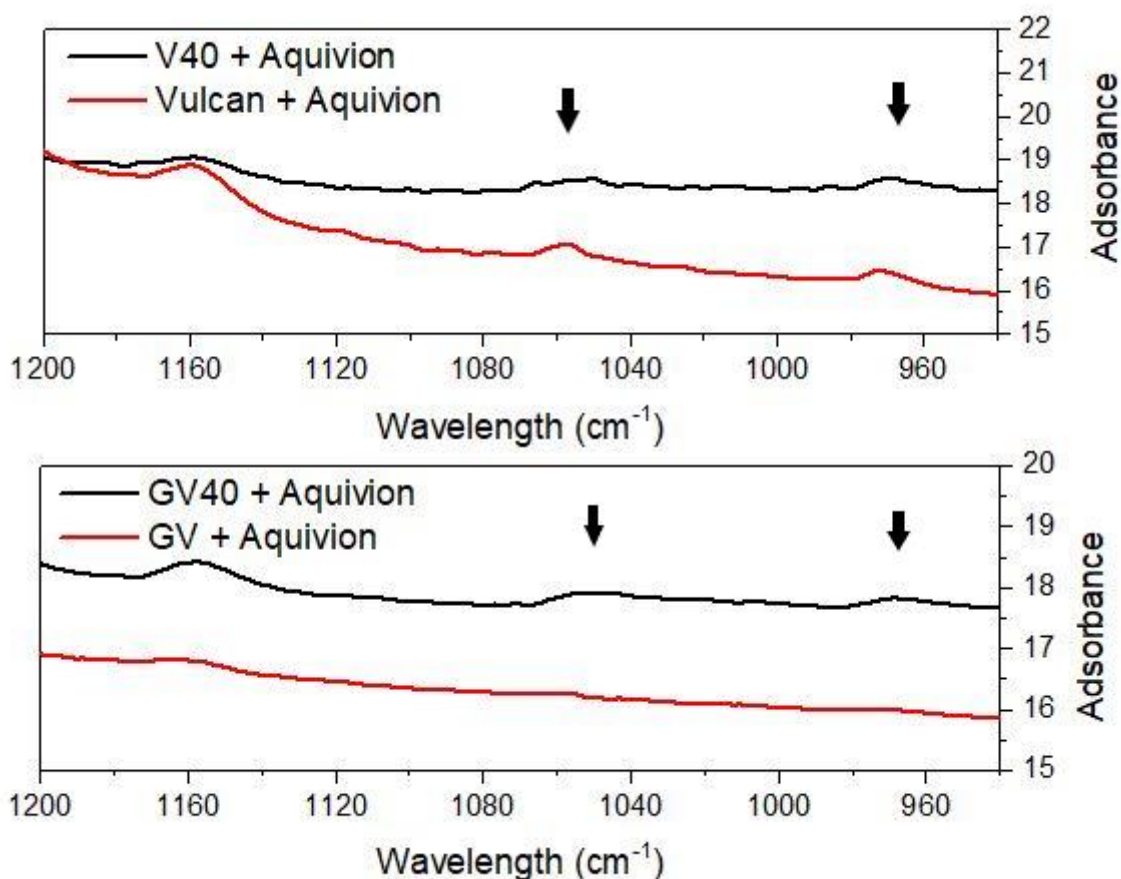 V40 + Aquivion
Vulcan + Aquivion
22
21
20
19
18
17
16
15
Adsorbance
1200 1160 1120 1080 1040 1000 960
Wavelength (cm⁻¹)
GV40 + Aquivion
GV + Aquivion
20
19
18
17
16
15
Adsorbance
1200 1160 1120 1080 1040 1000 960
Wavelength (cm⁻¹)